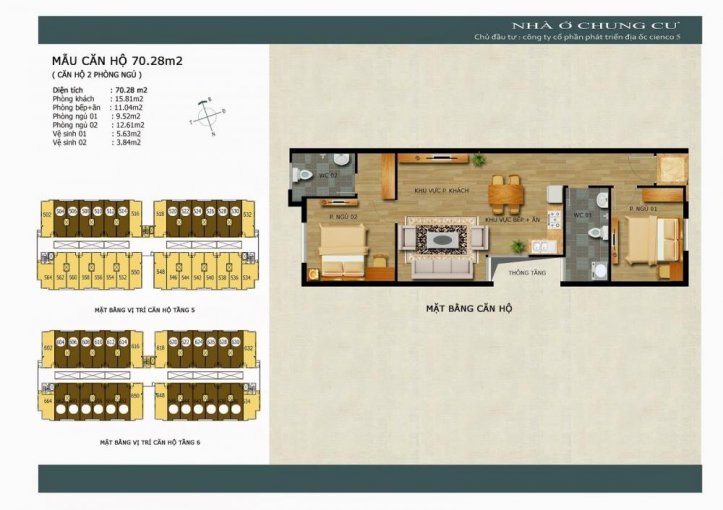 NHÀ Ở CHUNG CƯ
Chủ đầu tư : công ty cổ phần phát triển địa ốc cienco 5
MẪU CĂN HỘ 70.28m2
( CĂN HỘ 2 PHÒNG NGỦ )
Diện tích : 70.28 m2
Phòng khách : 15.81m2
Phòng bếp+ăn : 11.04m2
Phòng ngủ 01 : 9.52m2
Phòng ngủ 02 : 12.61m2
Vệ sinh 01 : 5.63m2
Vệ sinh 02 : 3.84m2
WC 02
KHU VỰC P. KHÁCH
P. NGỦ 02
KHU VỰC BẾP + ĂN
WC 01
P. NGỦ 01
THÔNG TẦNG
MẶT BẰNG CĂN HỘ
502 504 506 508 510 512 514 516 518 520 522 524 526 528 530 532
564 562 560 558 556 554 552 550 548 546 544 542 540 538 536 534
MẶT BẰNG VỊ TRÍ CĂN HỘ TẦNG 5
602 604 606 608 610 612 614 616 618 620 622 624 626 628 630 632
664 650 648 634
MẶT BẰNG VỊ TRÍ CĂN HỘ TẦNG 6